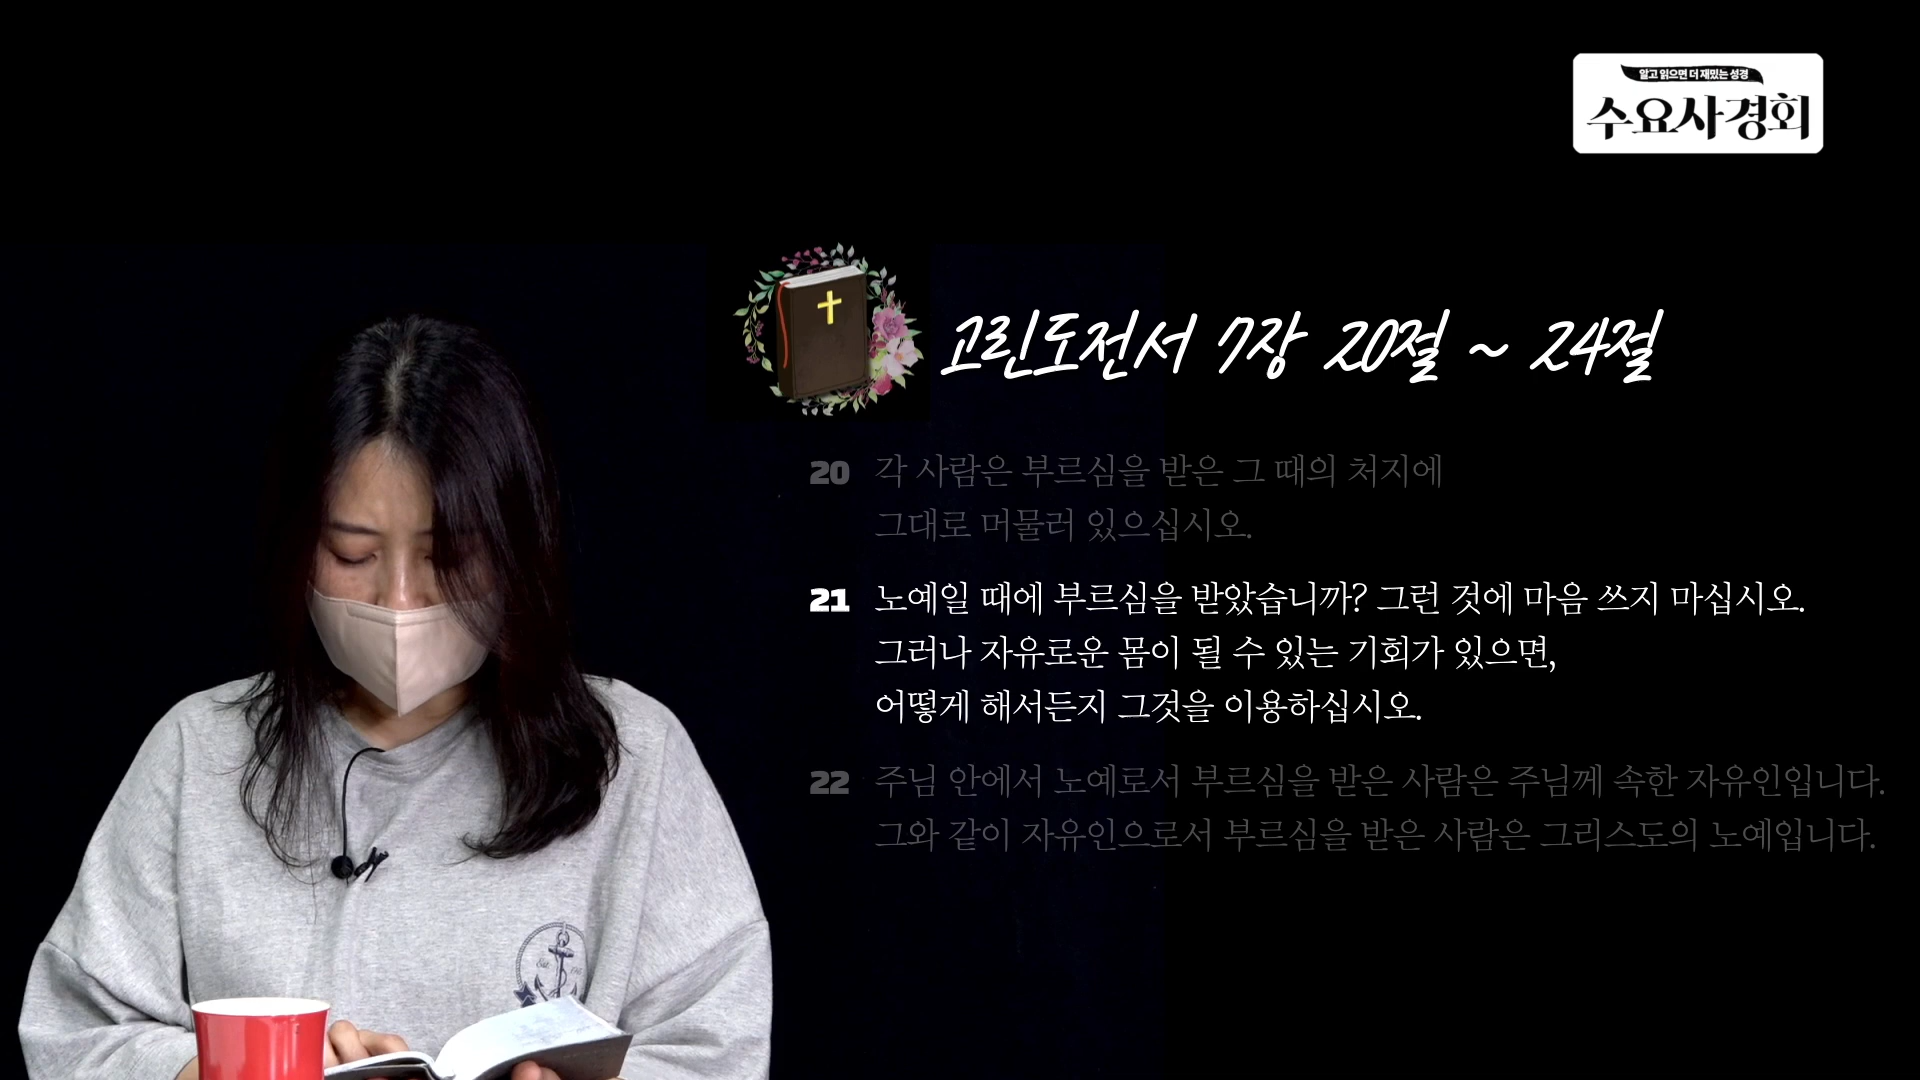 알고 읽으면 더 재밌는 성경
수요사경회
고린도전서 7장 20절 ~ 24절
20 각 사람은 부르심을 받은 그 때의 처지에
그대로 머물러 있으십시오.
21 노예일 때에 부르심을 받았습니까? 그런 것에 마음 쓰지 마십시오.
그러나 자유로운 몸이 될 수 있는 기회가 있으면,
어떻게 해서든지 그것을 이용하십시오.
22 주님 안에서 노예로서 부르심을 받은 사람은 주님께 속한 자유인입니다.
그와 같이 자유인으로서 부르심을 받은 사람은 그리스도의 노예입니다.